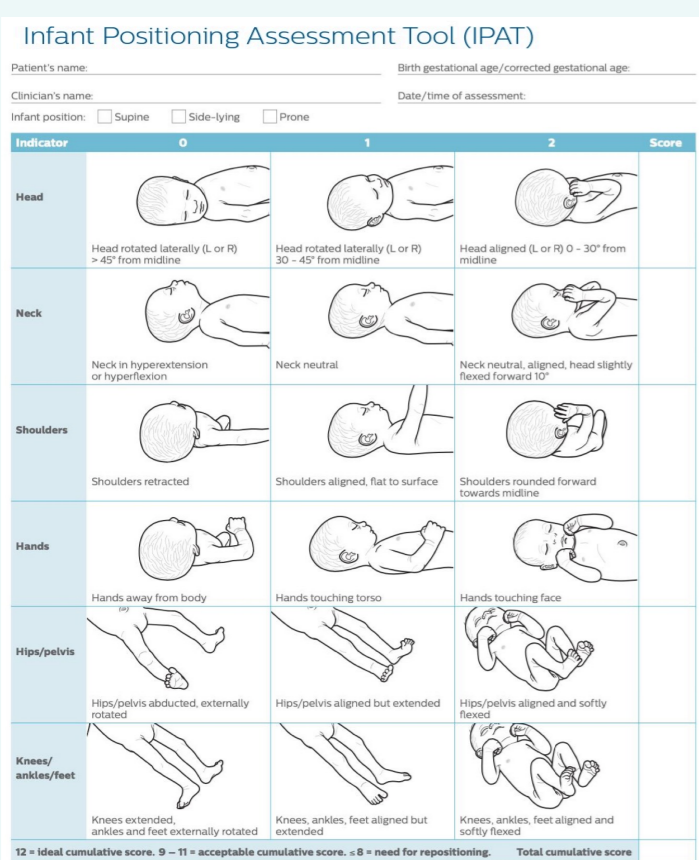 Infant Positioning Assessment Tool (IPAT)
Patient's name:
Birth gestational age/corrected gestational age:
Clinician's name:
Date/time of assessment:
Infant position: Supine Side-lying Prone
Indicator 0 1 2 Score
Head
Head rotated laterally (L or R)
> 45° from midline
Head rotated laterally (L or R)
30 - 45° from midline
Head aligned (L or R) 0 - 30° from
midline
Neck
Neck in hyperextension
or hyperflexion
Neck neutral
Neck neutral, aligned, head slightly
flexed forward 10°
Shoulders
Shoulders retracted
Shoulders aligned, flat to surface
Shoulders rounded forward
towards midline
Hands
Hands away from body
Hands touching torso
Hands touching face
Hips/pelvis
Hips/pelvis abducted, externally
rotated
Hips/pelvis aligned but extended
Hips/pelvis aligned and softly
flexed
Knees/
ankles/feet
Knees extended,
ankles and feet externally rotated
Knees, ankles, feet aligned but
extended
Knees, ankles, feet aligned and
softly flexed
12 = ideal cumulative score. 9 – 11 = acceptable cumulative score. ≤ 8 = need for repositioning. Total cumulative score